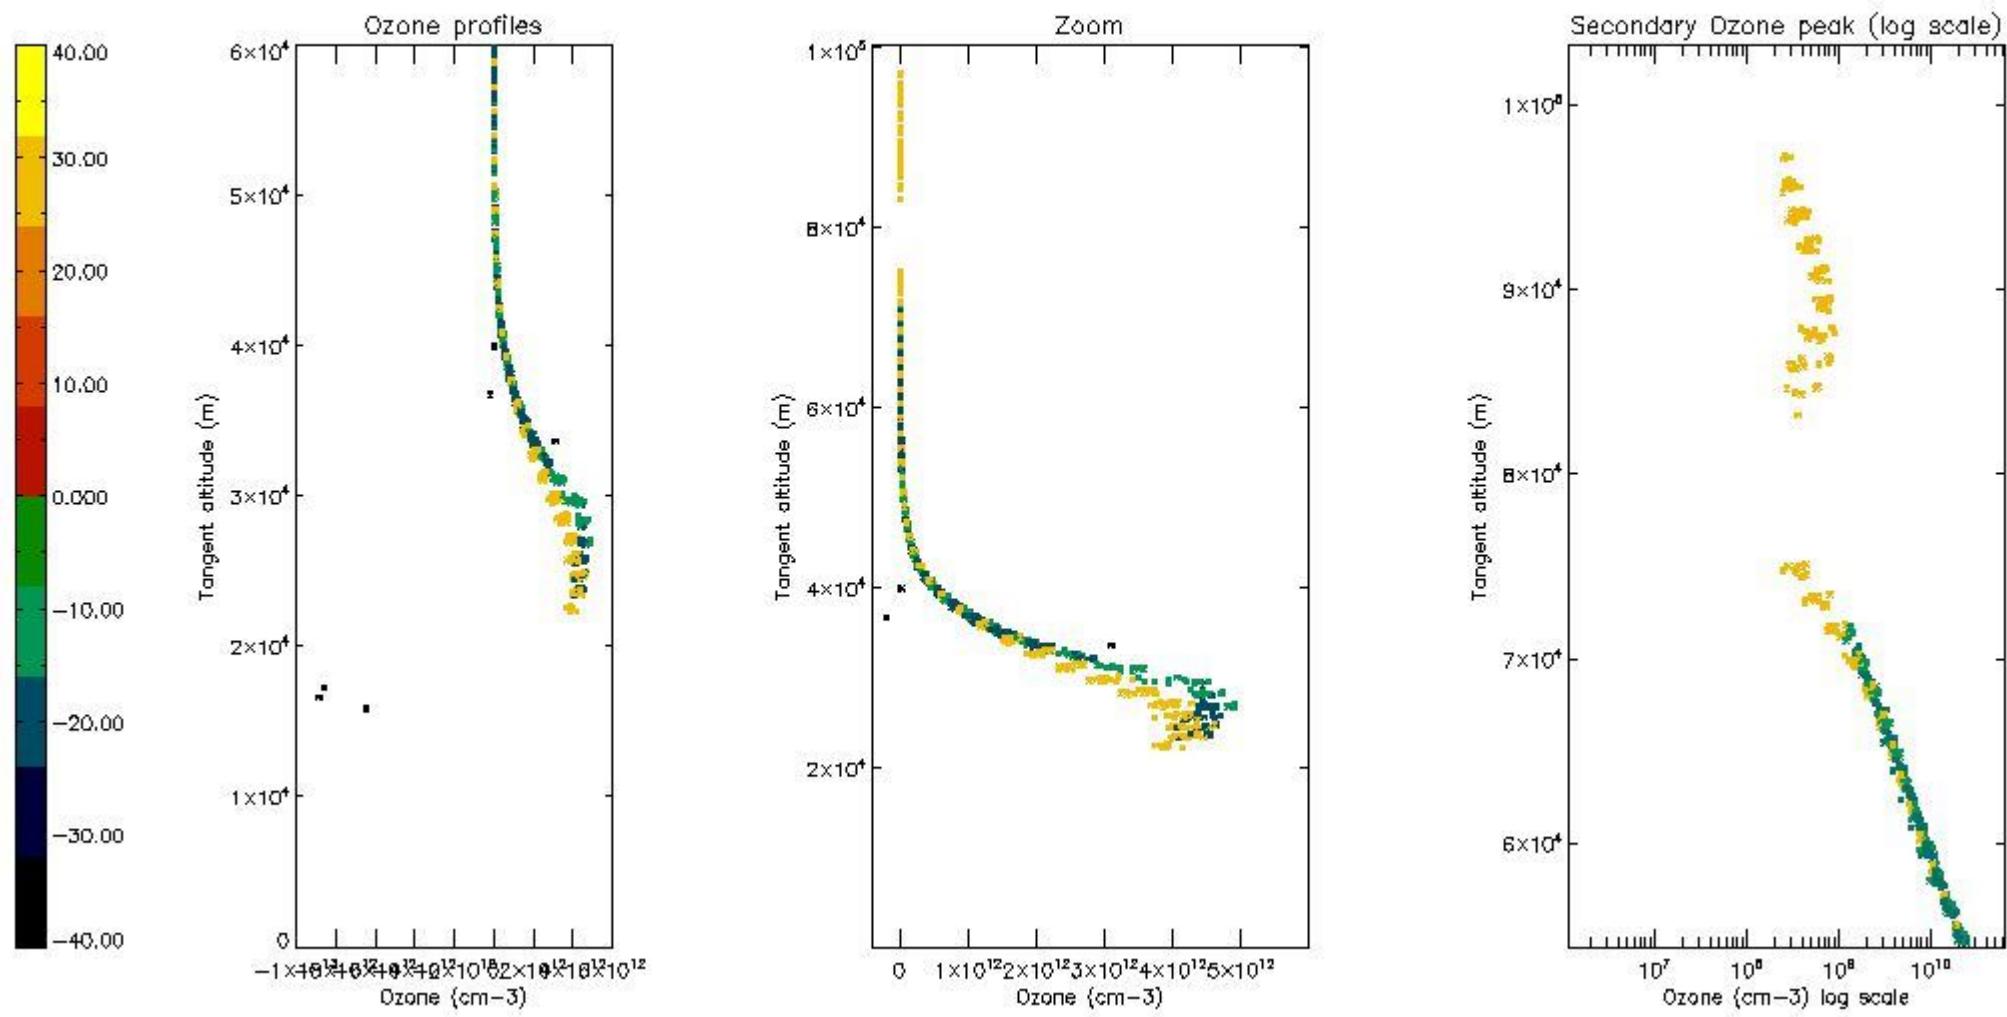 Ozone profiles
Zoom
Secondary Ozone peak (log scale)
40.00
30.00
20.00
10.00
0.000
-10.00
-20.00
-30.00
-40.00
6×10⁴
5×10⁴
4×10⁴
3×10⁴
2×10⁴
1×10⁴
0
Tangent altitude (m)
Ozone (cm-3)
1×10⁵
8×10⁴
6×10⁴
4×10⁴
2×10⁴
Tangent altitude (m)
0 1×10¹² 2×10¹² 3×10¹² 4×10¹² 5×10¹²
Ozone (cm-3)
9×10⁴
8×10⁴
7×10⁴
6×10⁴
Tangent altitude (m)
10⁷ 10⁸ 10⁹ 10¹⁰
Ozone (cm-3) log scale